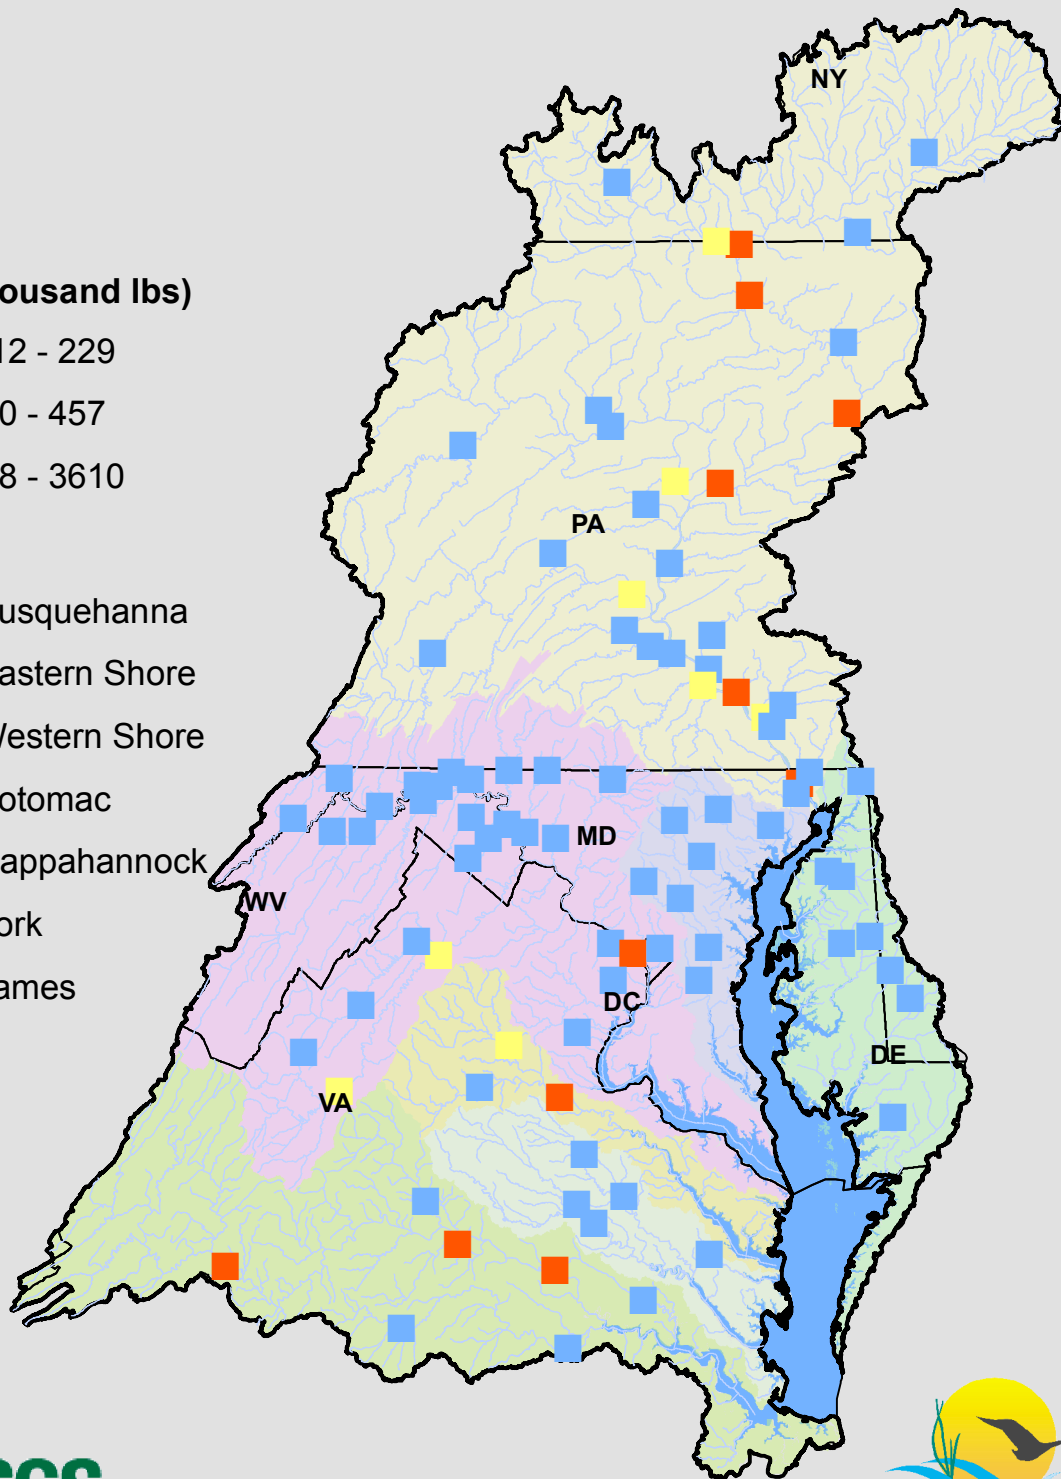 NY
ousand lbs)
12 - 229
0 - 457
8 - 3610
PA
usquehanna
astern Shore
Western Shore
otomac
MD
appahannock
WV
ork
ames
DC
DE
VA